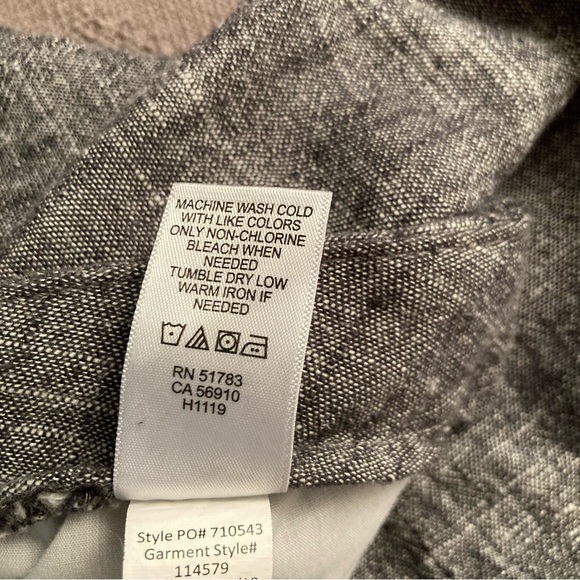 MACHINE WASH COLD
WITH LIKE COLORS
ONLY NON-CHLORINE
BLEACH WHEN
NEEDED
TUMBLE DRY LOW
WARM IRON IF
NEEDED
RN 51783
CA 56910
H1119
Style PO# 710543
Garment Style#
114579